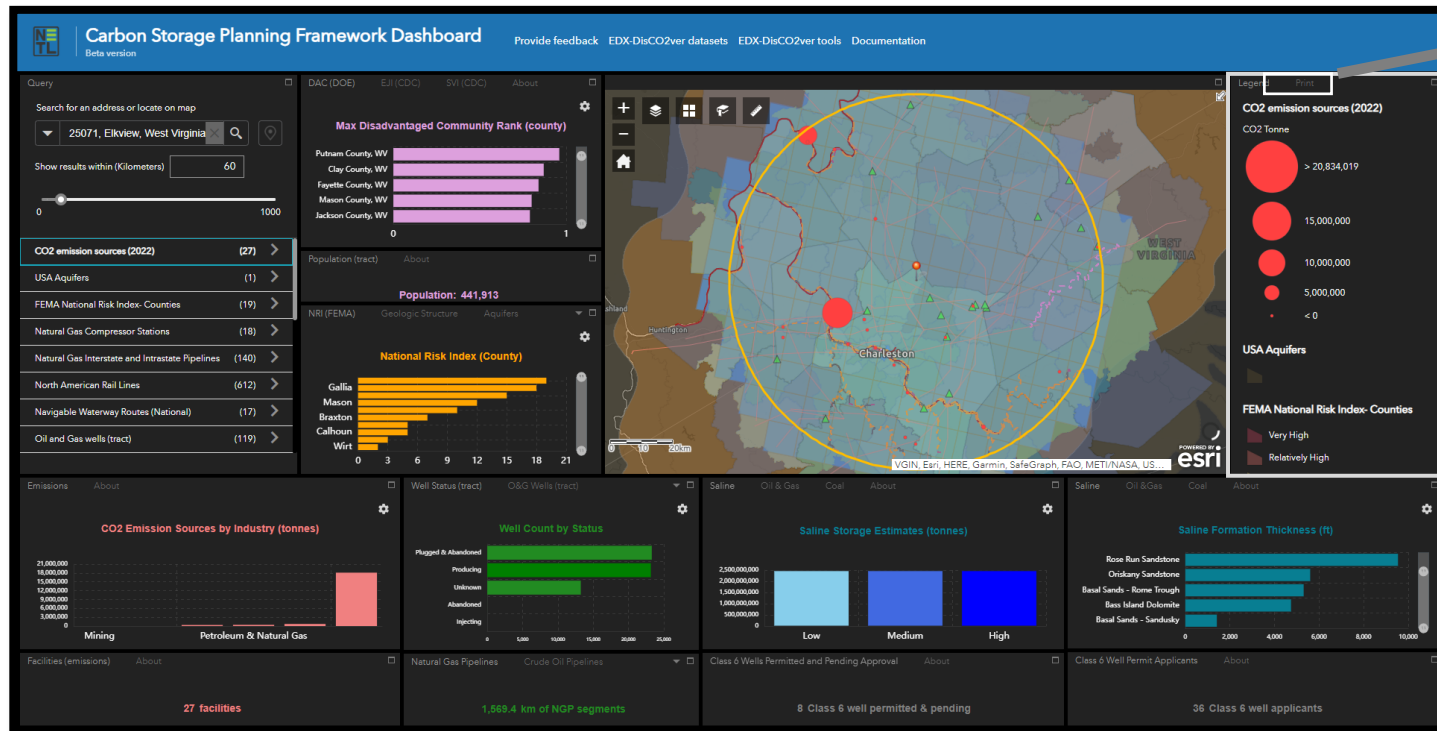 NETL
Carbon Storage Planning Framework Dashboard
Beta version
Provide feedback EDX-DisCO2ver datasets EDX-DisCO2ver tools Documentation
Query
Search for an address or locate on map
25071, Elkview, West Virginia
Show results within (Kilometers) 60
0 1000
CO2 emission sources (2022) (27)
USA Aquifers (1)
FEMA National Risk Index- Counties (19)
Natural Gas Compressor Stations (18)
Natural Gas Interstate and Intrastate Pipelines (140)
North American Rail Lines (612)
Navigable Waterway Routes (National) (17)
Oil and Gas wells (tract) (119)
DAC (DOE) EJI (CDC) SVI (CDC) About
Max Disadvantaged Community Rank (county)
Putnam County, WV
Clay County, WV
Fayette County, WV
Mason County, WV
Jackson County, WV
0 1
Population (tract) About
Population: 441,913
NRI (FEMA) Geologic Structure Aquifers
National Risk Index (County)
Gallia
Mason
Braxton
Calhoun
Wirt
0 3 6 9 12 15 18 21
WEST
VIRGINIA
Huntington
Charleston
0 10 20km
VGIN, Esri, HERE, Garmin, SafeGraph, FAO, METI/NASA, US...
POWERED BY
esri
Legend Print
CO2 emission sources (2022)
CO2 Tonne
> 20,834,019
15,000,000
10,000,000
5,000,000
< 0
USA Aquifers
FEMA National Risk Index- Counties
Very High
Relatively High
Emissions About
CO2 Emission Sources by Industry (tonnes)
21,000,000
18,000,000
15,000,000
12,000,000
9,000,000
6,000,000
3,000,000
0
Mining Petroleum & Natural Gas
Well Status (tract) O&G Wells (tract)
Well Count by Status
Plugged & Abandoned
Producing
Unknown
Abandoned
Injecting
0 5,000 10,000 15,000 20,000 25,000
Saline Oil & Gas Coal About
Saline Storage Estimates (tonnes)
2,500,000,000
2,000,000,000
1,500,000,000
1,000,000,000
500,000,000
0
Low Medium High
Saline Oil &Gas Coal About
Saline Formation Thickness (ft)
Rose Run Sandstone
Oriskany Sandstone
Basal Sands - Rome Trough
Bass Island Dolomite
Basal Sands - Sandusky
0 2,000 4,000 6,000 8,000 10,000
Facilities (emissions) About
27 facilities
Natural Gas Pipelines Crude Oil Pipelines
1,569.4 km of NGP segments
Class 6 Wells Permitted and Pending Approval About
8 Class 6 well permitted & pending
Class 6 Well Permit Applicants About
36 Class 6 well applicants